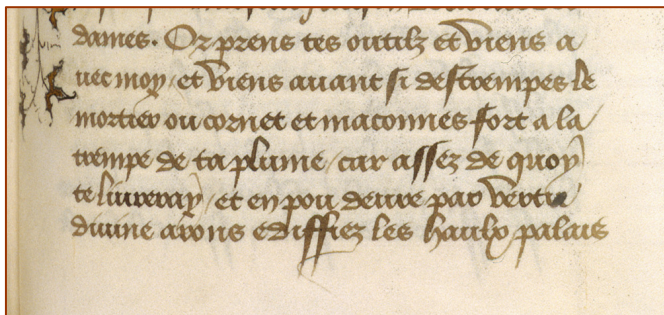 dames. Or prens tes outilz et viens a
uec moy / et viens auant si destrempes le
mortier ou cornet et maconnes fort a la
trempe de ta plume / car assez de quoy
te liureray / et en pou deure par vertu
diuine arons ediffiez les haulx palais